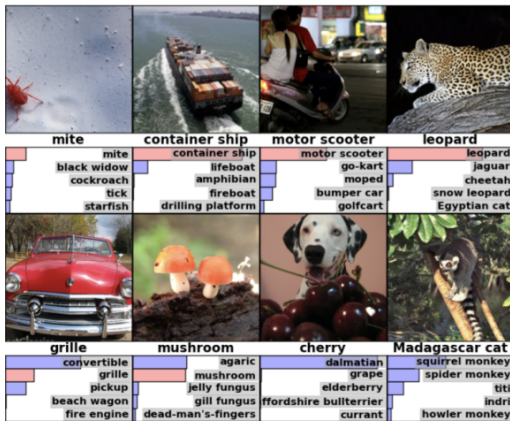 mite
container ship
motor scooter
leopard
mite
black widow
cockroach
tick
starfish
container ship
lifeboat
amphibian
fireboat
drilling platform
motor scooter
go-kart
moped
bumper car
golfcart
leopard
jaguar
cheetah
snow leopard
Egyptian cat
grille
mushroom
cherry
Madagascar cat
convertible
grille
pickup
beach wagon
fire engine
agaric
mushroom
jelly fungus
gill fungus
dead-man's-fingers
dalmatian
grape
elderberry
ffordshire bullterrier
currant
squirrel monkey
spider monkey
titi
indri
howler monkey